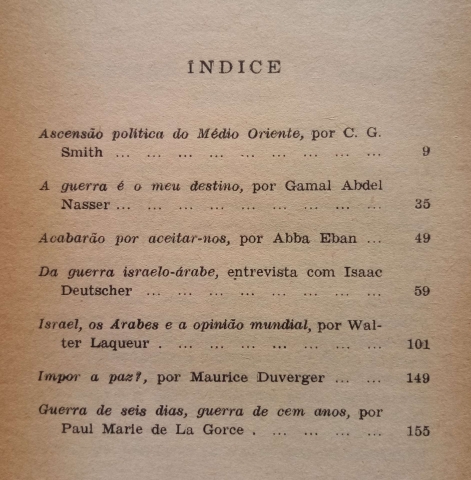 ÍNDICE
Ascensão política do Médio Oriente, por C. G.
Smith ... ... ... ... ... ... ... ... ... 9
A guerra é o meu destino, por Gamal Abdel
Nasser ... ... ... ... ... ... ... ... ... 35
Acabarão por aceitar-nos, por Abba Eban ... 49
Da guerra israelo-árabe, entrevista com Isaac
Deutscher ... ... ... ... ... ... ... ... 59
Israel, os Árabes e a opinião mundial, por Wal-
ter Laqueur . ... ... ... ... ... ... ... 101
Impor a paz?, por Maurice Duverger ... ... 149
Guerra de seis dias, guerra de cem anos, por
Paul Marie de La Gorce . ... ... ... ... 155